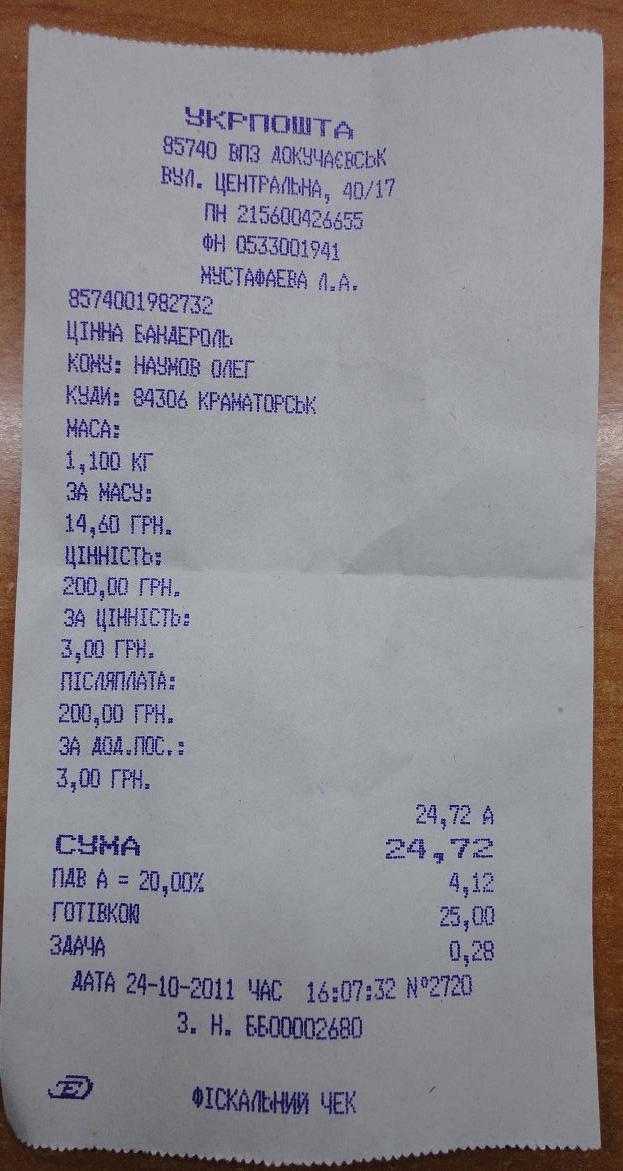 УКРПОШТА
85740 ВПЗ ДОКУЧАЄВСЬК
ВУЛ. ЦЕНТРАЛЬНА, 40/17
ПН 215600426655
ФН 0533001941
МУСТАФАЕВА Л.А.
8574001982732
ЦІННА БАНДЕРОЛЬ
КОМУ: НАУМОВ ОЛЕГ
КУДИ: 84306 КРАМАТОРСЬК
МАСА:
1,100 КГ
ЗА МАСУ:
14,60 ГРН.
ЦІННІСТЬ:
200,00 ГРН.
ЗА ЦІННІСТЬ:
3,00 ГРН.
ПІСЛЯПЛАТА:
200,00 ГРН.
ЗА ДОД.ПОС.:
3,00 ГРН.
24,72 А
СУМА 24,72
ПДВ А = 20,00% 4,12
ГОТІВКОЮ 25,00
ЗДАЧА 0,28
ДАТА 24-10-2011 ЧАС 16:07:32 №2720
З. Н. ББ00002680
ФІСКАЛЬНИЙ ЧЕК